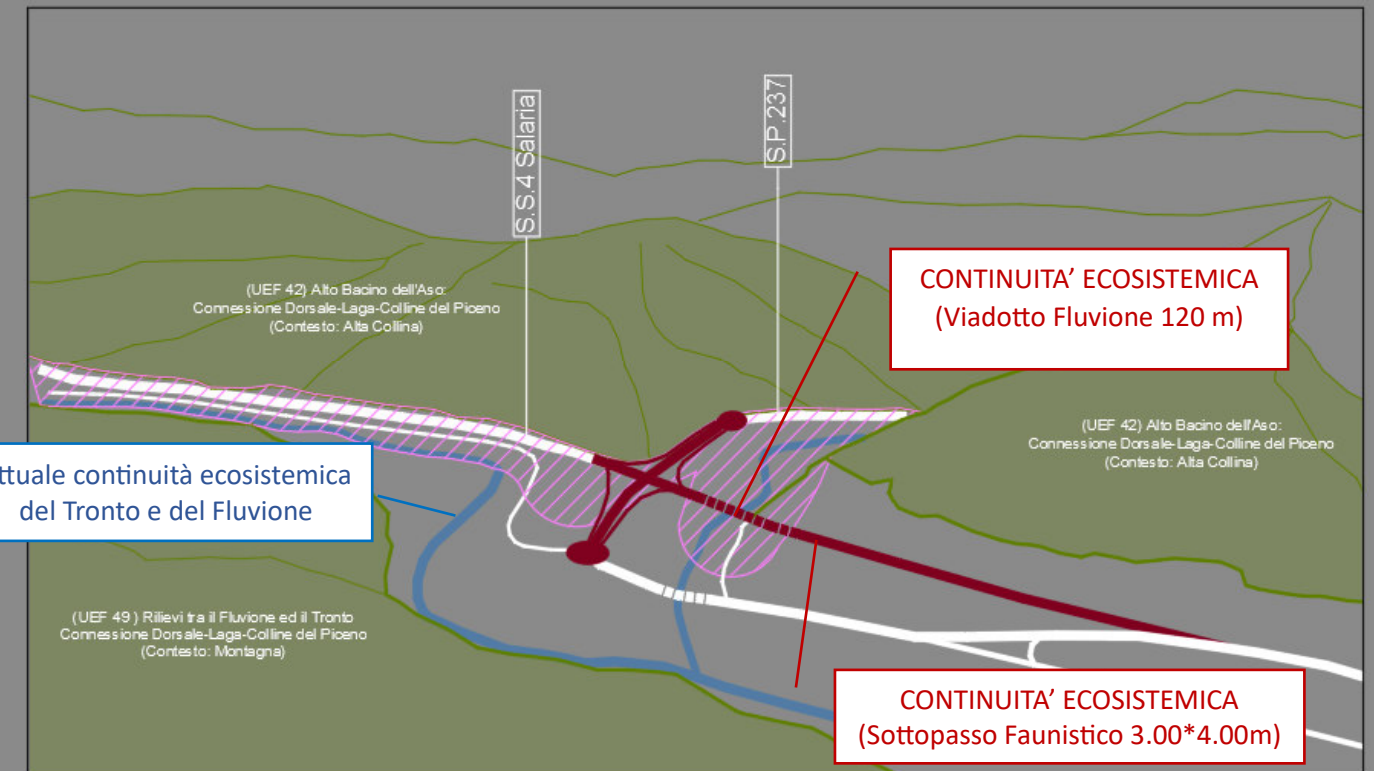 S.S.4 Salaria
S.P.237
(UEF 42) Alto Bacino dell'Aso:
Connessione Dorsale-Laga-Colline del Piceno
(Contesto: Alta Collina)
CONTINUITA' ECOSISTEMICA
(Viadotto Fluvione 120 m)
(UEF 42) Alto Bacino dell'Aso:
Connessione Dorsale-Laga-Colline del Piceno
(Contesto: Alta Collina)
ttuale continuità ecosistemica
del Tronto e del Fluvione
(UEF 49 ) Rilievi tra il Fluvione ed il Tronto
Connessione Dorsale-Laga-Colline del Piceno
(Contesto: Montagna)
CONTINUITA' ECOSISTEMICA
(Sottopasso Faunistico 3.00*4.00m)